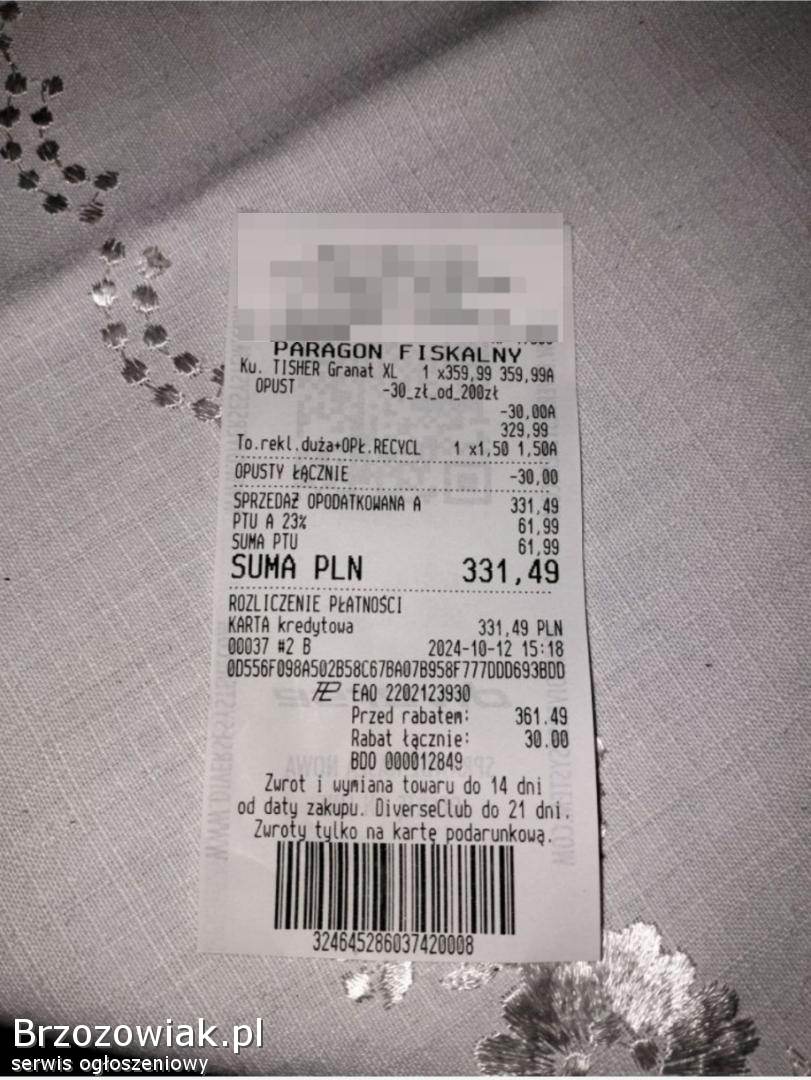 PARAGON FISKALNY
Ku. TISHER Granat XL 1 x359,99 359,99A
OPUST -30_zł_od_200zł
-30,00A
329,99
To.rekl.duża+OPŁ.RECYCL 1 x1,50 1,50A
OPUSTY ŁĄCZNIE -30,00
SPRZEDAŻ OPODATKOWANA A 331,49
PTU A 23% 61,99
SUMA PTU 61,99
SUMA PLN 331,49
ROZLICZENIE PŁATNOŚCI
KARTA kredytowa 331,49 PLN
00037 #2 B 2024-10-12 15:18
0D556F098A502B58C67BA07B958F777DDD693BDD
EAO 2202123930
Przed rabatem: 361.49
Rabat łącznie: 30.00
BDO 000012849
Zwrot i wymiana towaru do 14 dni
od daty zakupu. DiverseClub do 21 dni.
Zwroty tylko na kartę podarunkową.
324645286037420008
Brzozowiak.pl
serwis ogłoszeniowy